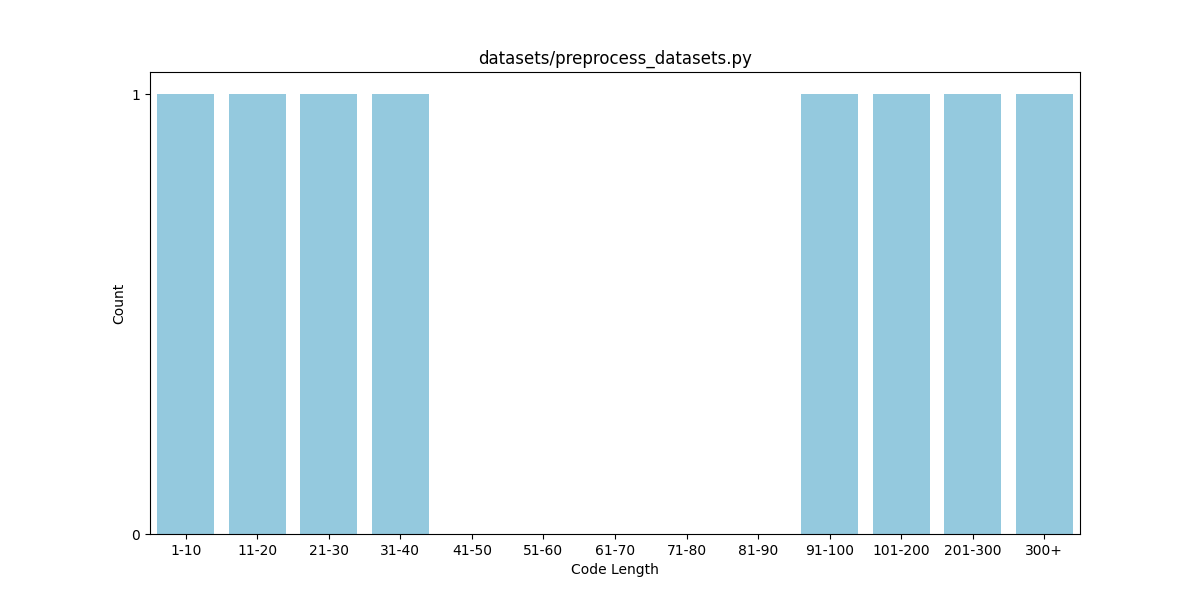 datasets/preprocess_datasets.py
1
Count
0
1-10 11-20 21-30 31-40 41-50 51-60 61-70 71-80 81-90 91-100 101-200 201-300 300+
Code Length